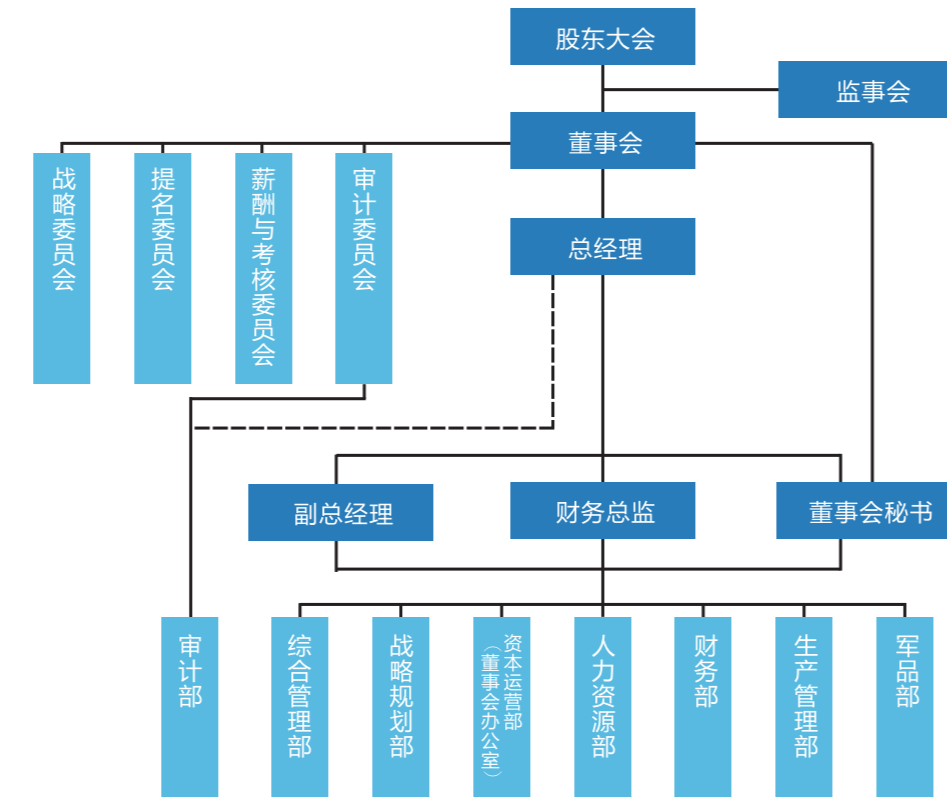 股东大会
监事会
董事会
战略委员会
提名委员会
薪酬与考核委员会
审计委员会
总经理
副总经理
财务总监
董事会秘书
审计部
综合管理部
战略规划部
资本运营部
（董事会办公室）
人力资源部
财务部
生产管理部
军品部